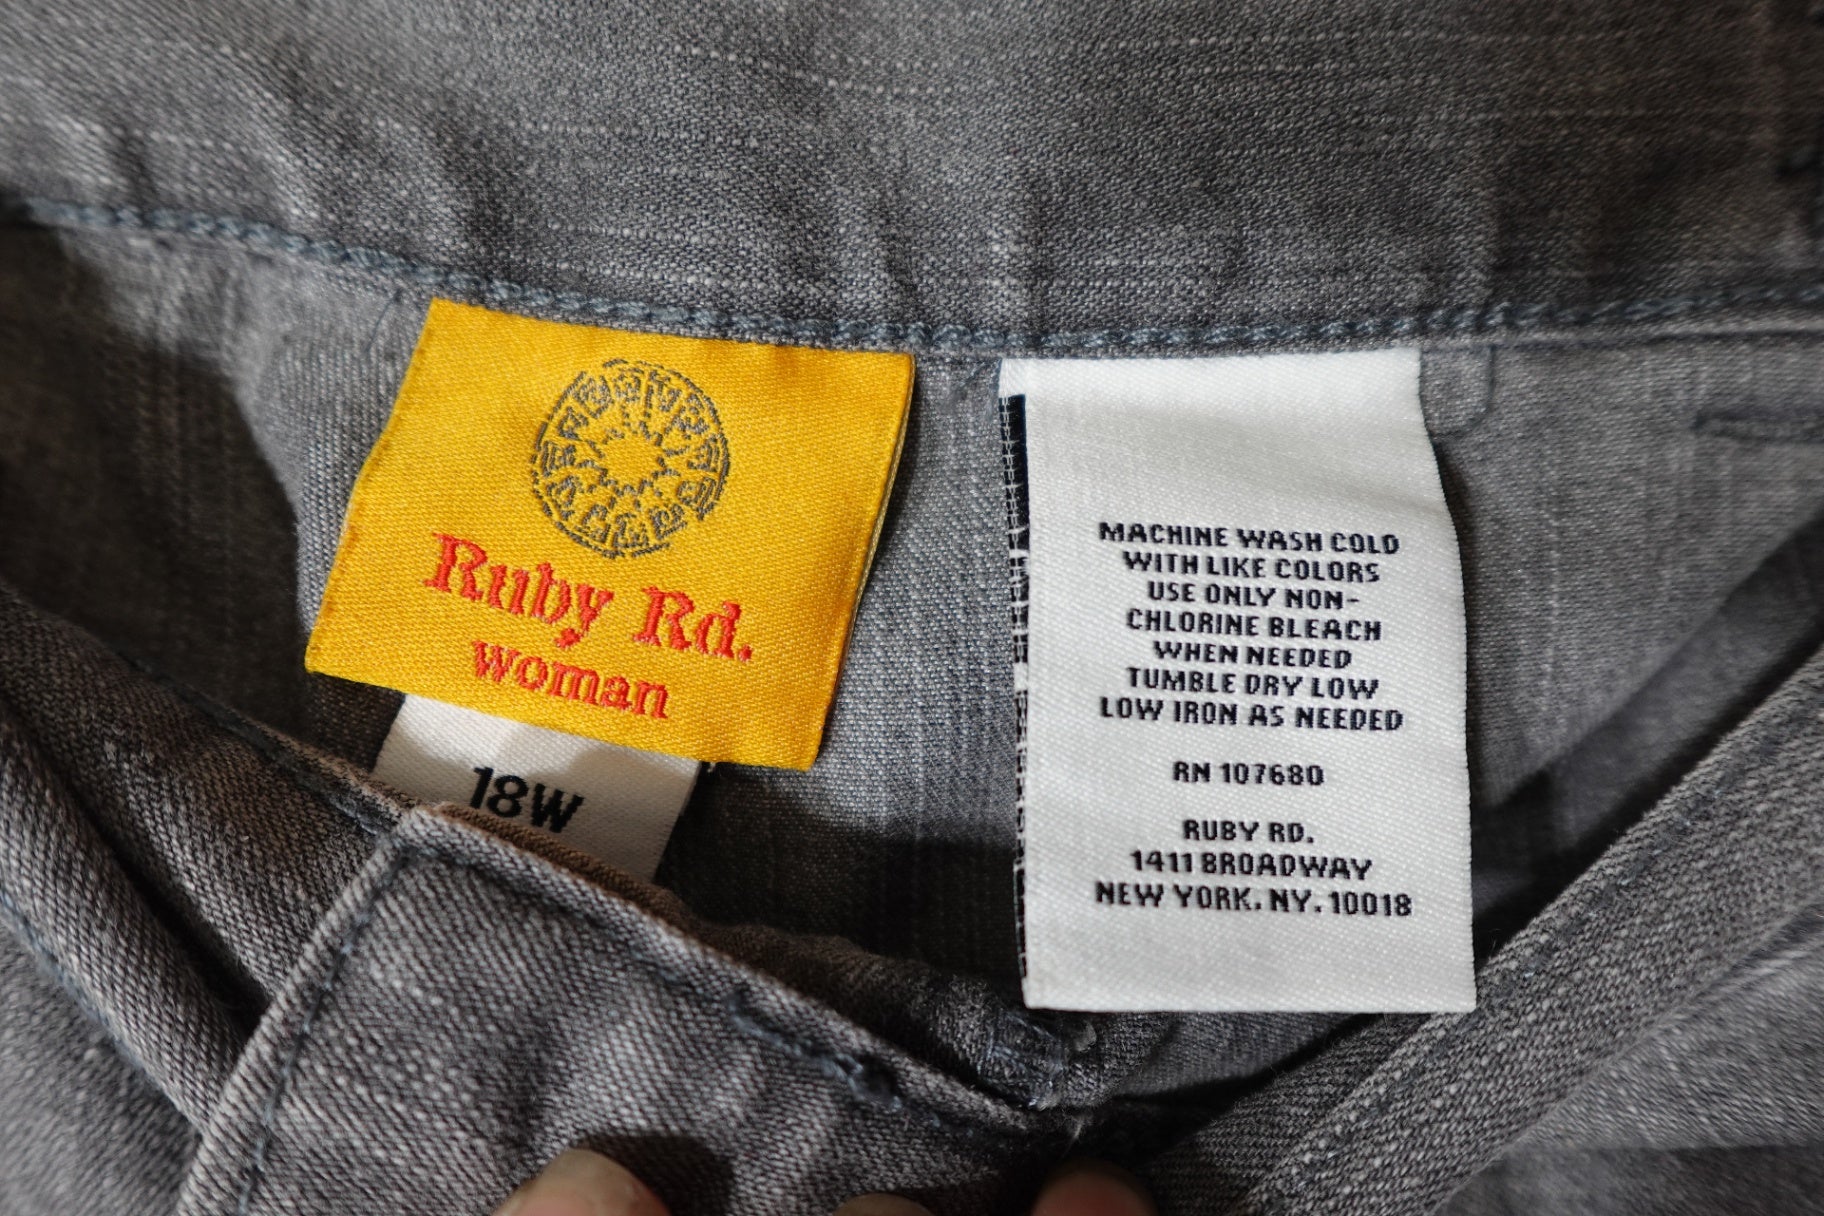 Ruby Rd.
woman
18W
MACHINE WASH COLD
WITH LIKE COLORS
USE ONLY NON-
CHLORINE BLEACH
WHEN NEEDED
TUMBLE DRY LOW
LOW IRON AS NEEDED
RN 107680
RUBY RD.
1411 BROADWAY
NEW YORK. NY. 10018